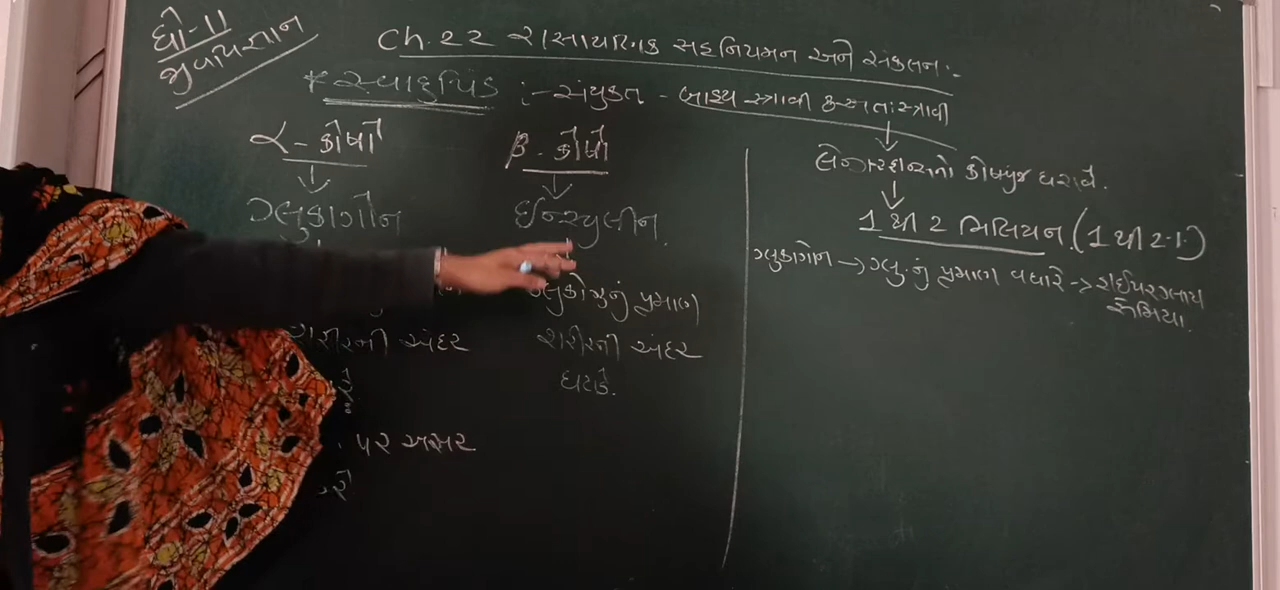 ધો-11
જીવવિજ્ઞાન
Ch. 22 રાસાયણિક સહનિયમન અને સંકલન :-
* સ્વાદુપિંડ :- સંયુક્ત - બાહ્ય સ્ત્રાવી + અંતઃસ્ત્રાવી
α - કોષો
↓
ગ્લુકાગોન
શરીરની અંદર
પર અસર
β - કોષો
↓
ઈન્સ્યુલીન.
ગ્લુકોઝનું પ્રમાણ
શરીરની અંદર
ઘટાડે.
↓
લેન્ગરહાન્સનો કોષપુંજ ધરાવે.
↓
1 થી 2 મિલિયન. (1 થી 2%)
ગ્લુકાગોન → ગ્લુ.નું પ્રમાણ વધારે → હાઈપરગ્લાય
સેમિયા.